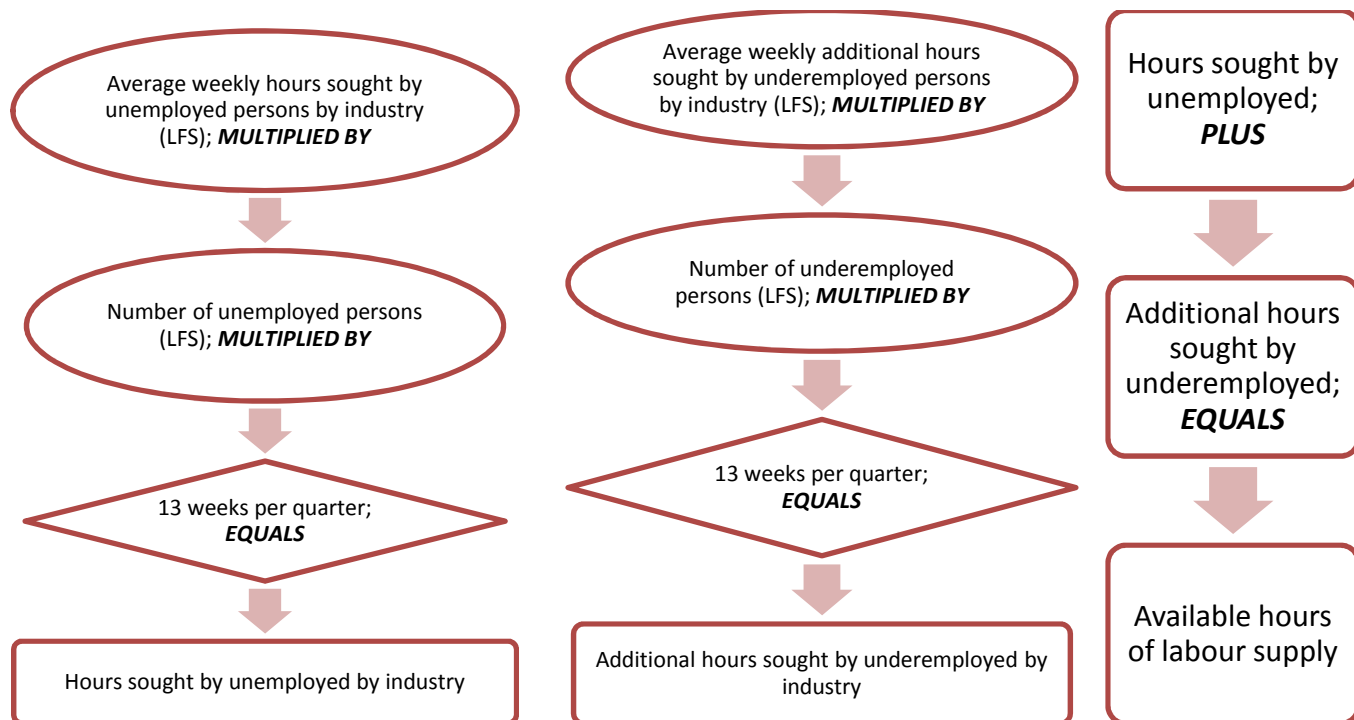 Average weekly hours sought by
unemployed persons by industry
(LFS); MULTIPLIED BY
Number of unemployed persons
(LFS); MULTIPLIED BY
13 weeks per quarter;
EQUALS
Hours sought by unemployed by industry
Average weekly additional hours
sought by underemployed persons
by industry (LFS); MULTIPLIED BY
Number of underemployed
persons (LFS); MULTIPLIED BY
13 weeks per quarter;
EQUALS
Additional hours sought by underemployed by
industry
Hours sought by
unemployed;
PLUS
Additional hours
sought by
underemployed;
EQUALS
Available hours
of labour supply